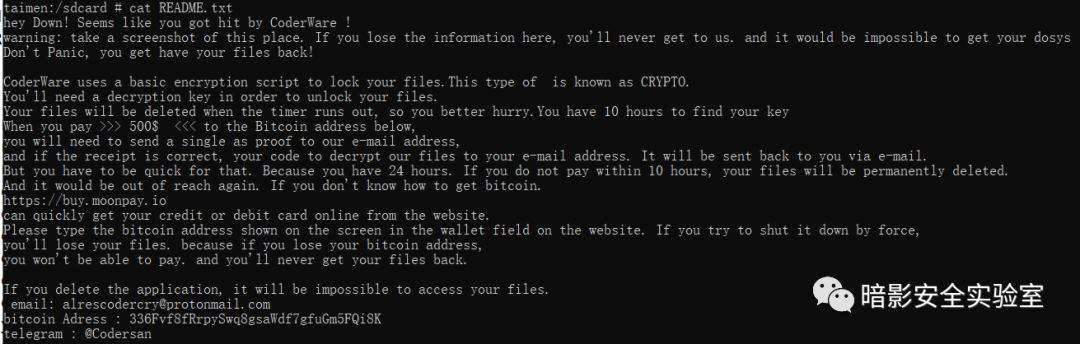 taimen:/sdcard # cat README.txt
hey Down! Seems like you got hit by CoderWare !
warning: take a screenshot of this place. If you lose the information here, you'll never get to us. and it would be impossible to get your dosys
Don't Panic, you get have your files back!
CoderWare uses a basic encryption script to lock your files.This type of  is known as CRYPTO.
You'll need a decryption key in order to unlock your files.
Your files will be deleted when the timer runs out, so you better hurry.You have 10 hours to find your key
When you pay >>> 500$  <<< to the Bitcoin address below,
you will need to send a single as proof to our e-mail address,
and if the receipt is correct, your code to decrypt our files to your e-mail address. It will be sent back to you via e-mail.
But you have to be quick for that. Because you have 24 hours. If you do not pay within 10 hours, your files will be permanently deleted.
And it would be out of reach again. If you don't know how to get bitcoin.
https://buy.moonpay.io
can quickly get your credit or debit card online from the website.
Please type the bitcoin address shown on the screen in the wallet field on the website. If you try to shut it down by force,
you'll lose your files. because if you lose your bitcoin address,
you won't be able to pay. and you'll never get your files back.
If you delete the application, it will be impossible to access your files.
email: alrescodercry@protonmail.com
bitcoin Adress : 336Fvf8fRrpySwq8gsaWdf7gfuGm5FQi8K
telegram : @Codersan
暗影安全实验室